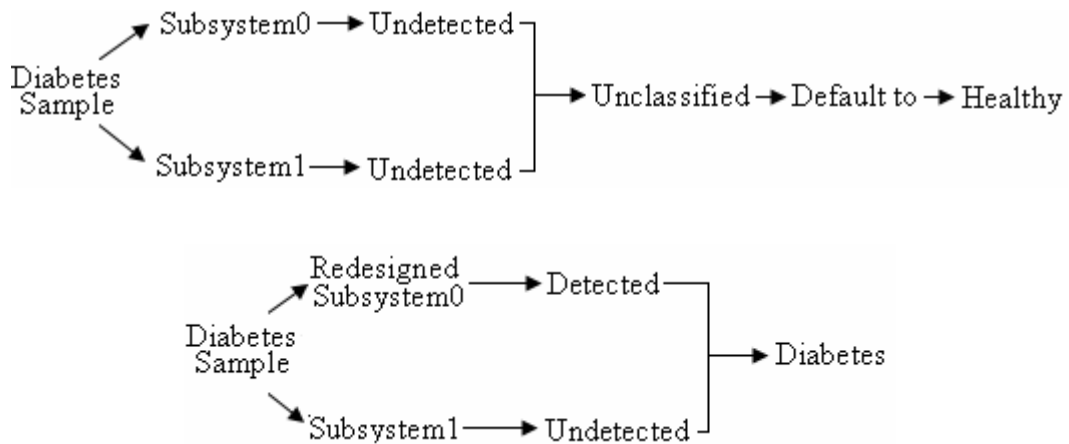 Subsystem0 Undetected
Diabetes
Sample
Unclassified Default to Healthy
Subsystem1 Undetected
Redesigned
Subsystem0
Detected
Diabetes
Sample
Diabetes
Subsystem1 Undetected